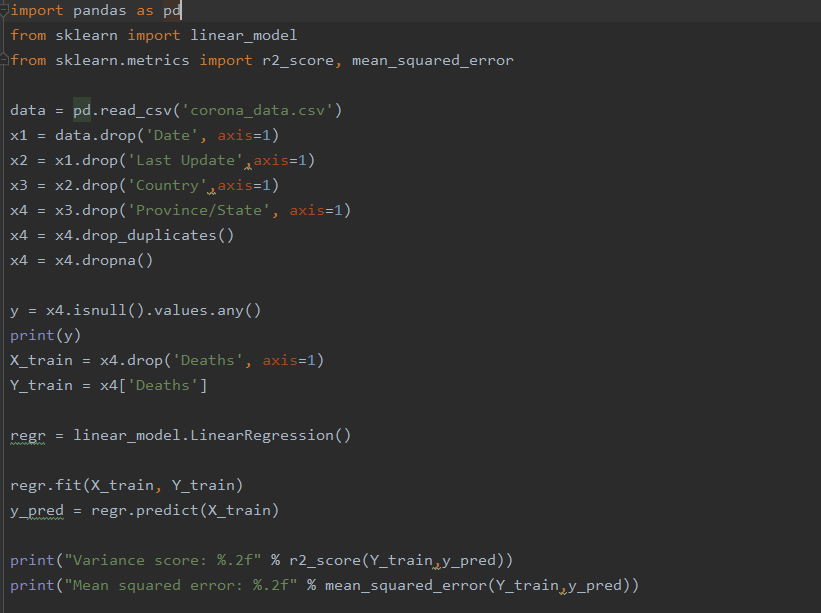 import pandas as pd
from sklearn import linear_model
from sklearn.metrics import r2_score, mean_squared_error
data = pd.read_csv('corona_data.csv')
x1 = data.drop('Date', axis=1)
x2 = x1.drop('Last Update',axis=1)
x3 = x2.drop('Country',axis=1)
x4 = x3.drop('Province/State', axis=1)
x4 = x4.drop_duplicates()
x4 = x4.dropna()
y = x4.isnull().values.any()
print(y)
X_train = x4.drop('Deaths', axis=1)
Y_train = x4['Deaths']
regr = linear_model.LinearRegression()
regr.fit(X_train, Y_train)
y_pred = regr.predict(X_train)
print("Variance score: %.2f" % r2_score(Y_train,y_pred))
print("Mean squared error: %.2f" % mean_squared_error(Y_train,y_pred))